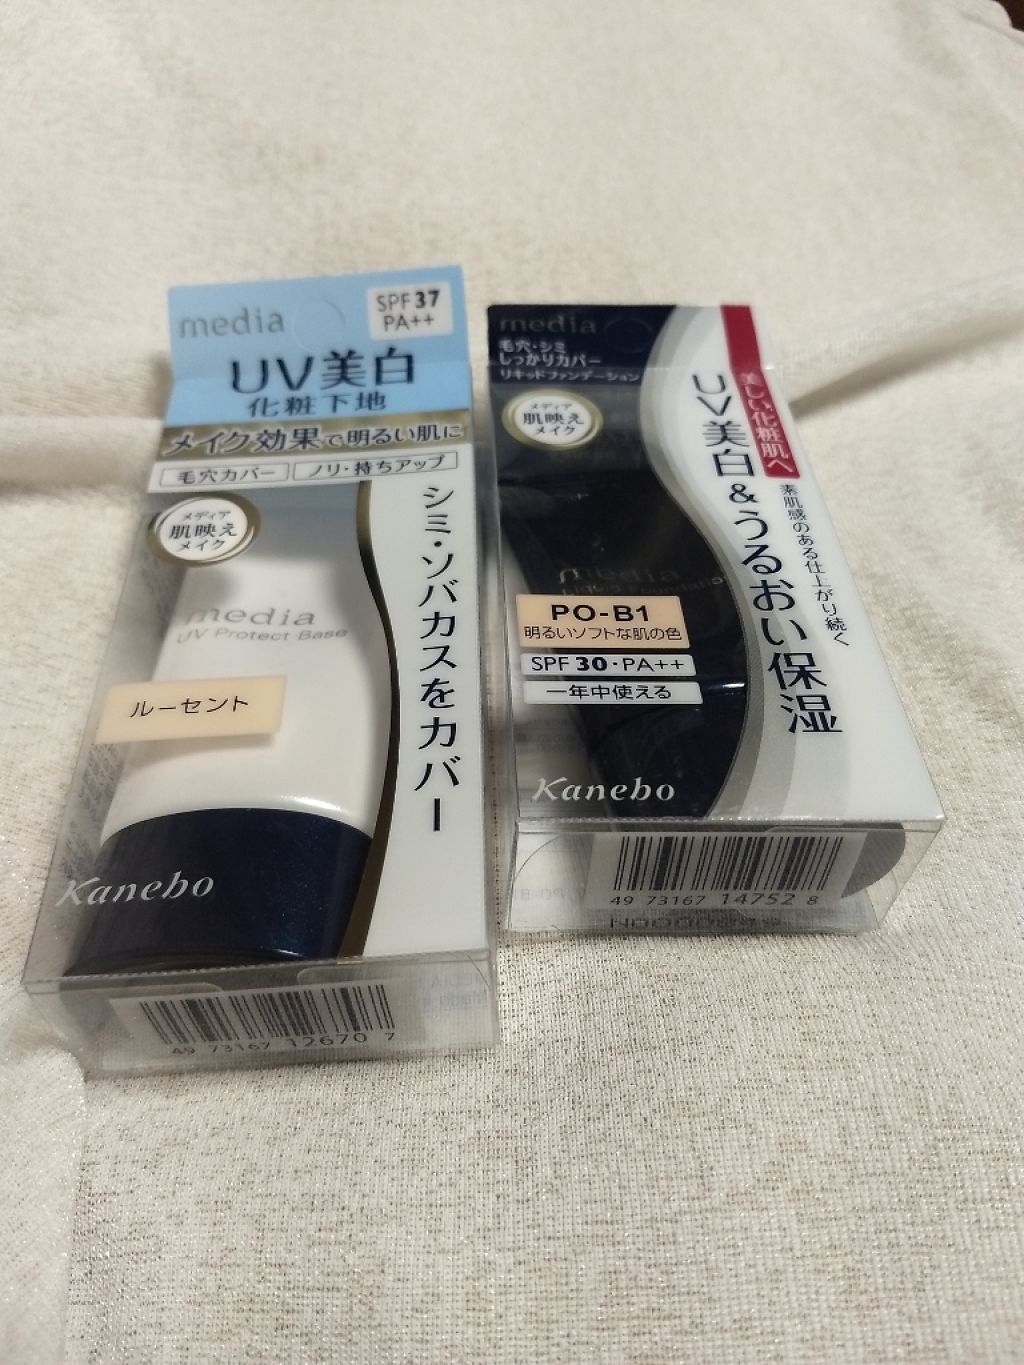 media
SPF 37
PA++
UV美白
化粧下地
メイク効果で明るい肌に
毛穴カバー
ノリ・持ちアップ
メディア
肌映え
メイク
シミ・ソバカスをカバー
media
UV Protect Base
ルーセント
Kanebo
49 73167 12670 7
media
毛穴・シミ
しっかりカバー
リキッドファンデーション
メディア
肌映え
メイク
美しい化粧肌へ
UV美白&うるおい保湿
素肌感のある仕上がり続く
media
PO-B1
明るいソフトな肌の色
SPF 30・PA++
一年中使える
Kanebo
49 73167 14752 8